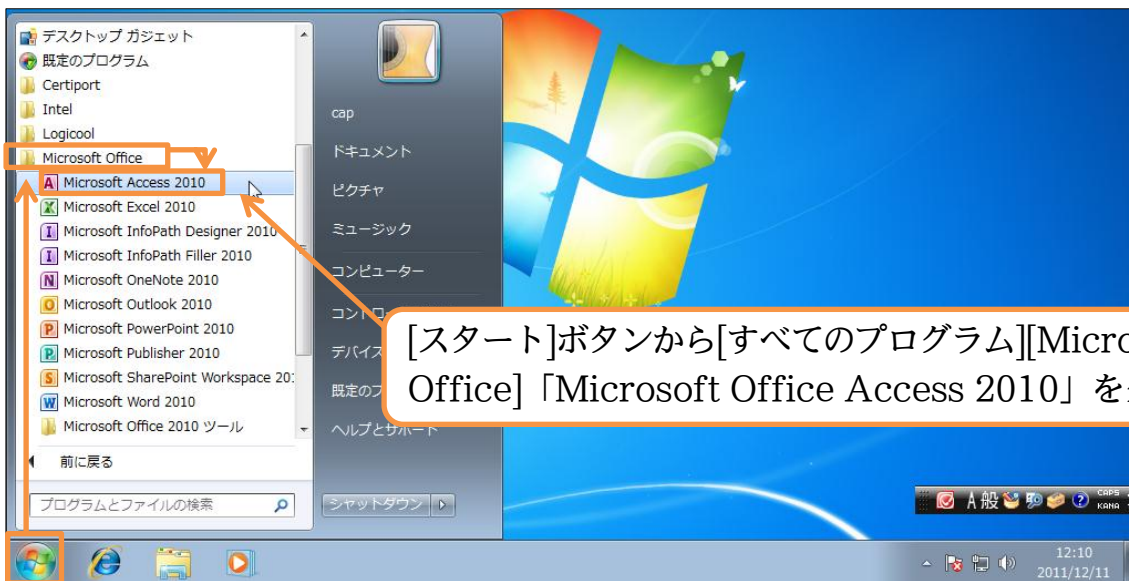 デスクトップ ガジェット
既定のプログラム
Certiport
Intel
Logicool
Microsoft Office
Microsoft Access 2010
Microsoft Excel 2010
Microsoft InfoPath Designer 2010
Microsoft InfoPath Filler 2010
Microsoft OneNote 2010
Microsoft Outlook 2010
Microsoft PowerPoint 2010
Microsoft Publisher 2010
Microsoft SharePoint Workspace
Microsoft Word 2010
Microsoft Office 2010 ツール
前に戻る
プログラムとファイルの検索
cap
ドキュメント
ピクチャ
ミュージック
コンピューター
コントロー
デバイス
既定のプ
ヘルプとサポート
シャットダウン
[スタート]ボタンから[すべてのプログラム][Micro
Office]「Microsoft Office Access 2010」を
A 般
CAPS
KANA
12:10
2011/12/11